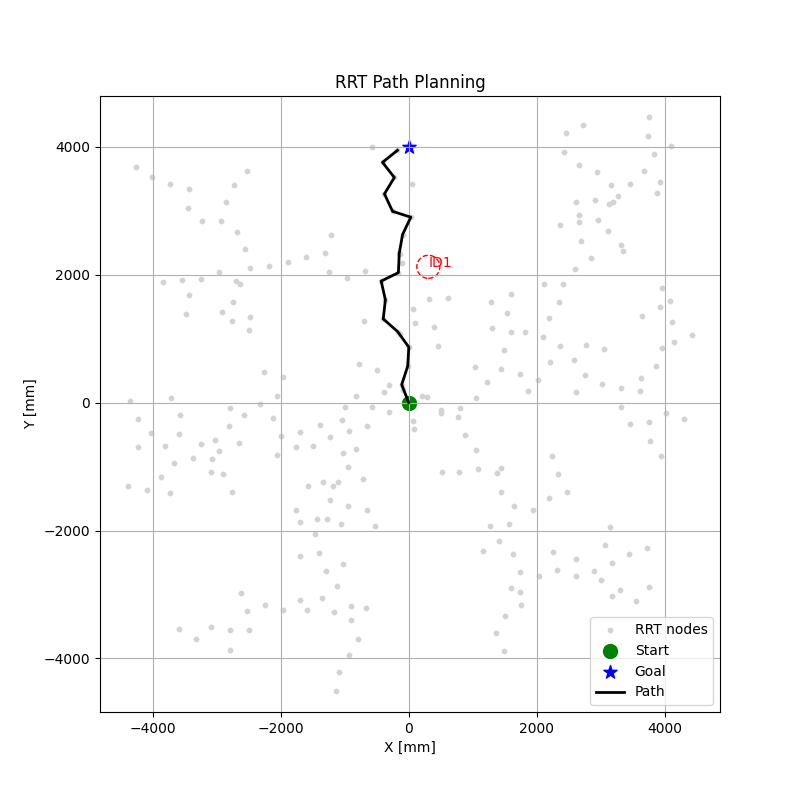 RRT Path Planning
Y [mm]
4000
2000
0
−2000
−4000
ID1
−4000
−2000
0
2000
4000
X [mm]
RRT nodes
Start
Goal
Path